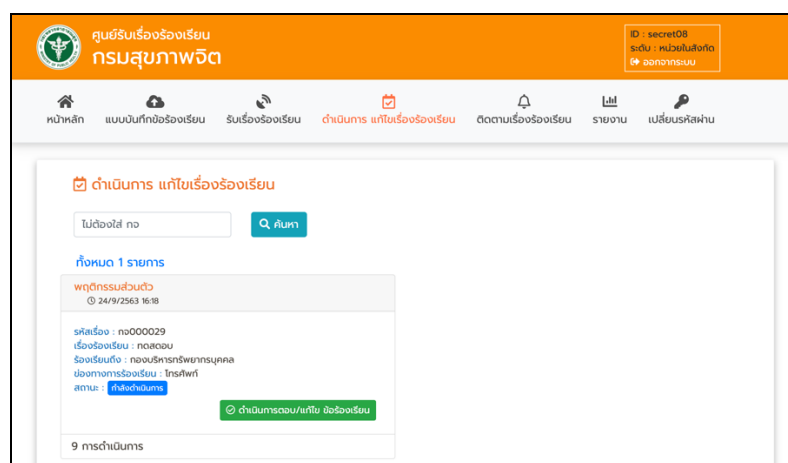 ศูนย์รับเรื่องร้องเรียน
กรมสุขภาพจิต
ID : secret08
ระดับ : หน่วยในสังกัด
ออกจากระบบ
หน้าหลัก แบบบันทึกข้อร้องเรียน รับเรื่องร้องเรียน ดำเนินการ แก้ไขเรื่องร้องเรียน ติดตามเรื่องร้องเรียน รายงาน เปลี่ยนรหัสผ่าน
ดำเนินการ แก้ไขเรื่องร้องเรียน
ไม่ต้องใส่ กจ ค้นหา
ทั้งหมด 1 รายการ
พฤติกรรมส่วนตัว
24/9/2563 16:18
รหัสเรื่อง : กจ000029
เรื่องร้องเรียน : ทดสอบ
ร้องเรียนถึง : กองบริหารทรัพยากรบุคคล
ช่องทางการร้องเรียน : โทรศัพท์
สถานะ : กำลังดำเนินการ
ดำเนินการตอบ/แก้ไข ข้อร้องเรียน
9 การดำเนินการ